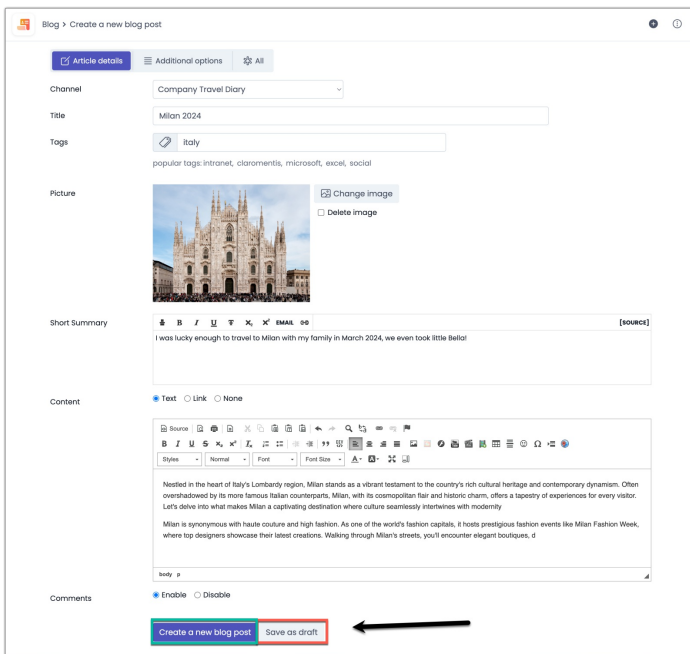 Blog > Create a new blog post
Article details
Additional options
All
Channel
Company Travel Diary
Title
Milan 2024
Tags
italy
popular tags: intranet, claromentis, microsoft, excel, social
Picture
Change image
Delete image
Short Summary
B I U T X₂ X² EMAIL
[SOURCE]
I was lucky enough to travel to Milan with my family in March 2024, we even took little Bella!
Content
Text Link None
Source
B I U S X₂ X² Iₓ
Styles Normal Font Font Size A A
Nestled in the heart of Italy's Lombardy region, Milan stands as a vibrant testament to the country's rich cultural heritage and contemporary dynamism. Often
overshadowed by its more famous Italian counterparts, Milan, with its cosmopolitan flair and historic charm, offers a tapestry of experiences for every visitor.
Let's delve into what makes Milan a captivating destination where culture seamlessly intertwines with modernity
Milan is synonymous with haute couture and high fashion. As one of the world's fashion capitals, it hosts prestigious fashion events like Milan Fashion Week,
where top designers showcase their latest creations. Walking through Milan's streets, you'll encounter elegant boutiques, d
body p
Comments
Enable Disable
Create a new blog post
Save as draft